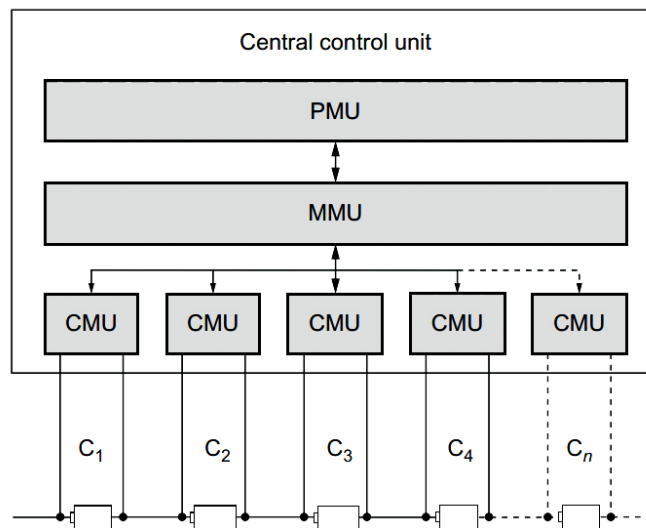 Central control unit
PMU
MMU
CMU CMU CMU CMU CMU
C1 C2 C3 C4 Cn